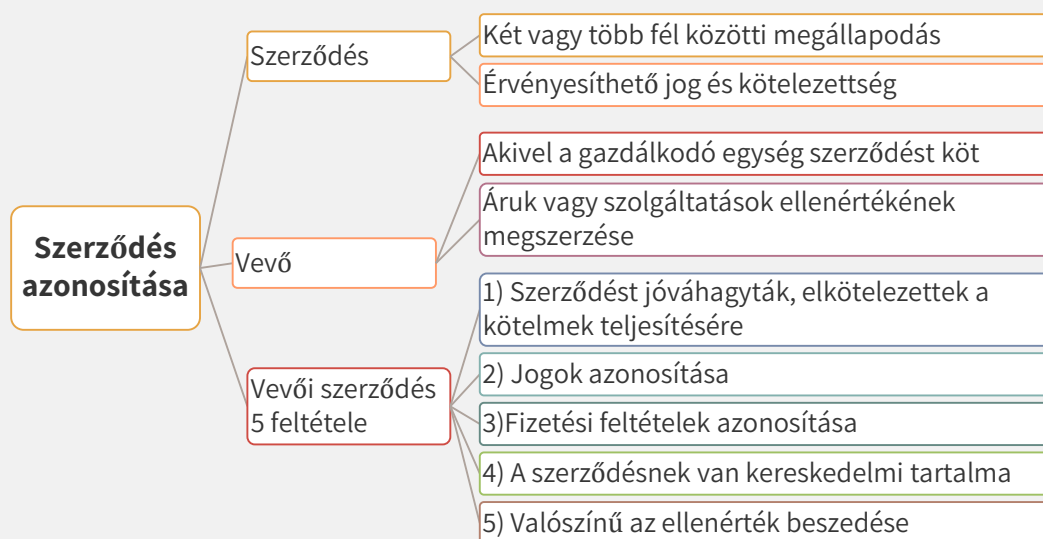 Szerződés
azonosítása
Szerződés
Két vagy több fél közötti megállapodás
Érvényesíthető jog és kötelezettség
Vevő
Akivel a gazdálkodó egység szerződést köt
Áruk vagy szolgáltatások ellenértékének
megszerzése
Vevői szerződés
5 feltétele
1) Szerződést jóváhagyták, elkötelezettek a
kötelmek teljesítésére
2) Jogok azonosítása
3)Fizetési feltételek azonosítása
4) A szerződésnek van kereskedelmi tartalma
5) Valószínű az ellenérték beszedése